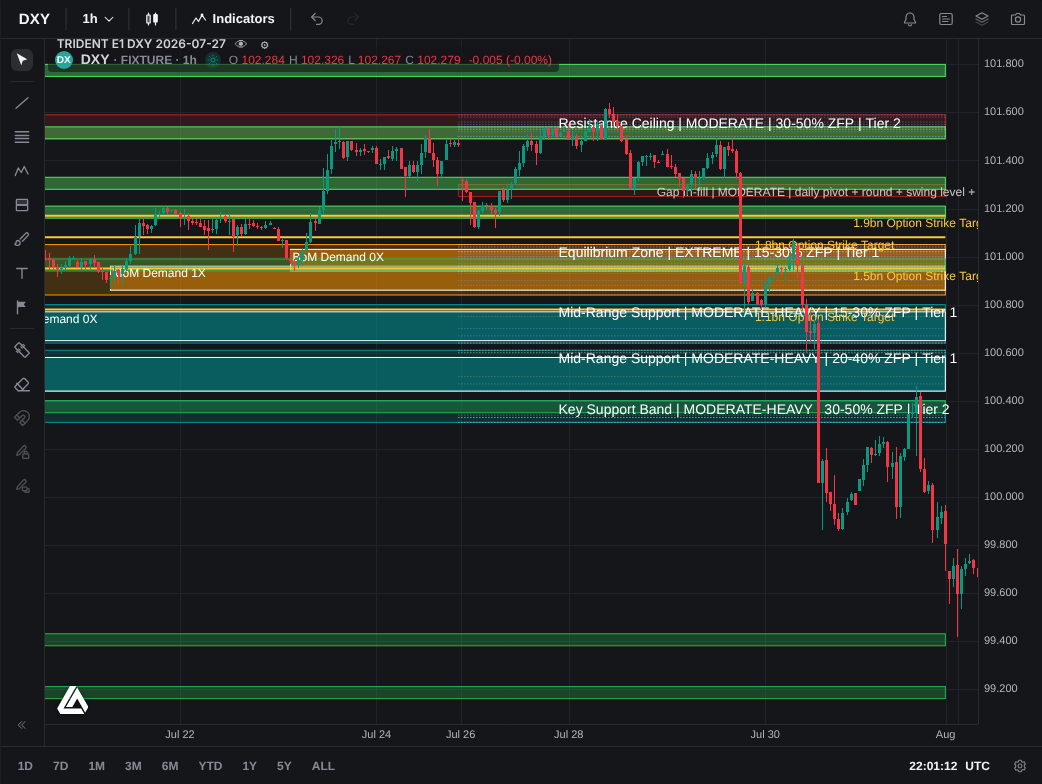 DXY 1h Indicators
TRIDENT E1 DXY 2026-07-27
DX DXY · FIXTURE · 1h O 102.284 H 102.326 L 102.267 C 102.279 -0.005 (-0.00%)
101.800
101.600
Resistance Ceiling | MODERATE | 30-50% ZFP | Tier 2
101.400
Gap in-fill | MODERATE | daily pivot + round + swing level +
101.200
1.9bn Option Strike Targ
1.8bn Option Strike Target
Equilibrium Zone | EXTREME | 15-30% ZFP | Tier 1
101.000
BoM Demand 0X
BoM Demand 1X
1.5bn Option Strike Targ
100.800
Mid-Range Support | MODERATE-HEAVY | 15-30% ZFP | Tier 1
1.1bn Option Strike Target
emand 0X
100.600
Mid-Range Support | MODERATE-HEAVY | 20-40% ZFP | Tier 1
100.400
Key Support Band | MODERATE-HEAVY | 30-50% ZFP | Tier 2
100.200
100.000
99.800
99.600
99.400
99.200
Jul 22 Jul 24 Jul 26 Jul 28 Jul 30 Aug
1D 7D 1M 3M 6M YTD 1Y 5Y ALL 22:01:12 UTC